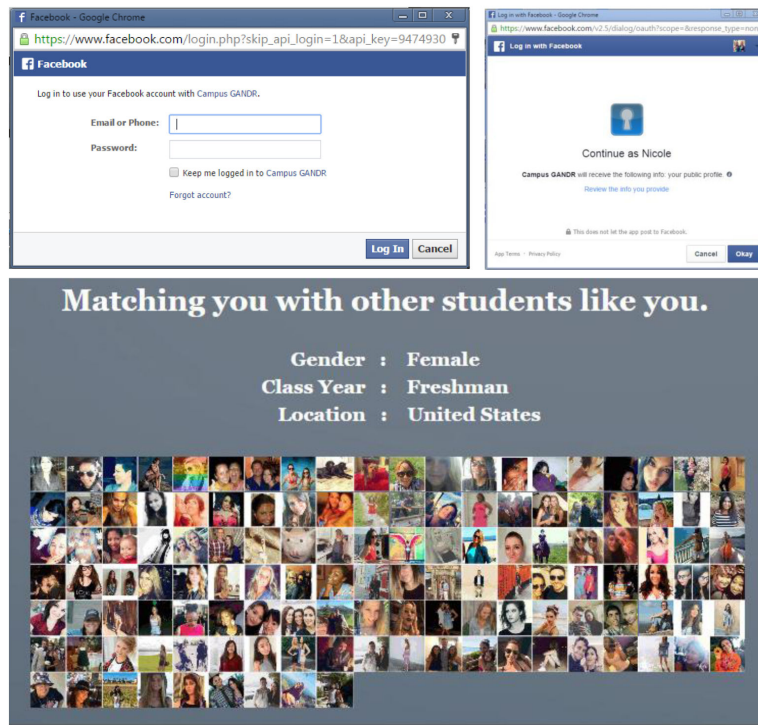 Facebook - Google Chrome
https://www.facebook.com/login.php?skip_api_login=1&api_key=9474930
Facebook
Log in to use your Facebook account with Campus GANDR.
Email or Phone:
Password:
Keep me logged in to Campus GANDR
Forgot account?
Log In Cancel
Log in with Facebook - Google Chrome
https://www.facebook.com/v2.5/dialog/oauth?scope=&response_type=non
Log in with Facebook
Continue as Nicole
Campus GANDR will receive the following info: your public profile.
Review the info you provide
This does not let the app post to Facebook.
App Terms · Privacy Policy Cancel Okay
Matching you with other students like you.
Gender : Female
Class Year : Freshman
Location : United States